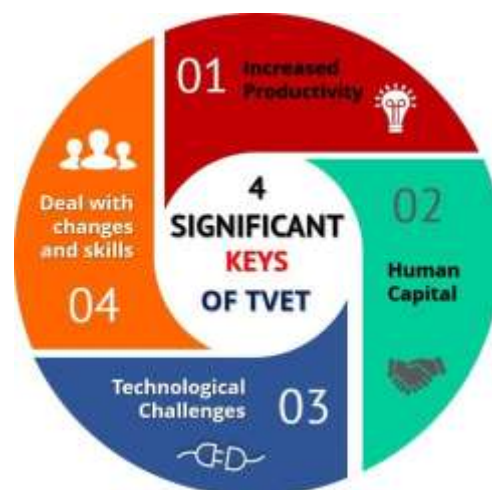 4
SIGNIFICANT
KEYS
OF TVET
01
Increased
Productivity
02
Human
Capital
Technological
Challenges
03
Deal with
changes
and skills
04